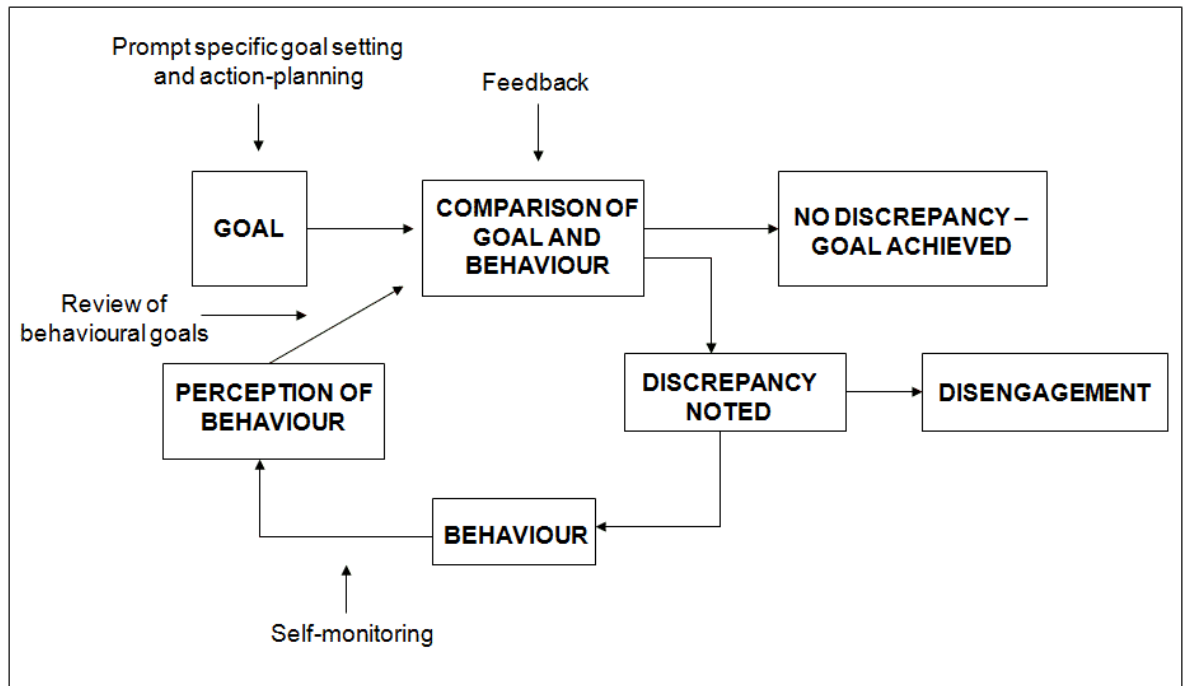 Prompt specific goal setting
and action-planning
Feedback
GOAL
COMPARISON OF
GOAL AND
BEHAVIOUR
NO DISCREPANCY –
GOAL ACHIEVED
Review of
behavioural goals
PERCEPTION OF
BEHAVIOUR
DISCREPANCY
NOTED
DISENGAGEMENT
BEHAVIOUR
Self-monitoring